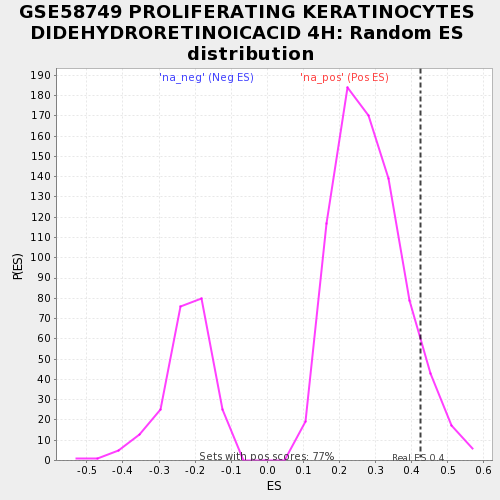 GSE58749 PROLIFERATING KERATINOCYTES
DIDEHYDRORETINOICACID 4H: Random ES
distribution
'na_neg' (Neg ES) 'na_pos' (Pos ES)
P(ES)
190
180
170
160
150
140
130
120
110
100
90
80
70
60
50
40
30
20
10
0
Sets with pos scores: 77%
Real ES 0.4
-0.5 -0.4 -0.3 -0.2 -0.1 0.0 0.1 0.2 0.3 0.4 0.5 0.6
ES